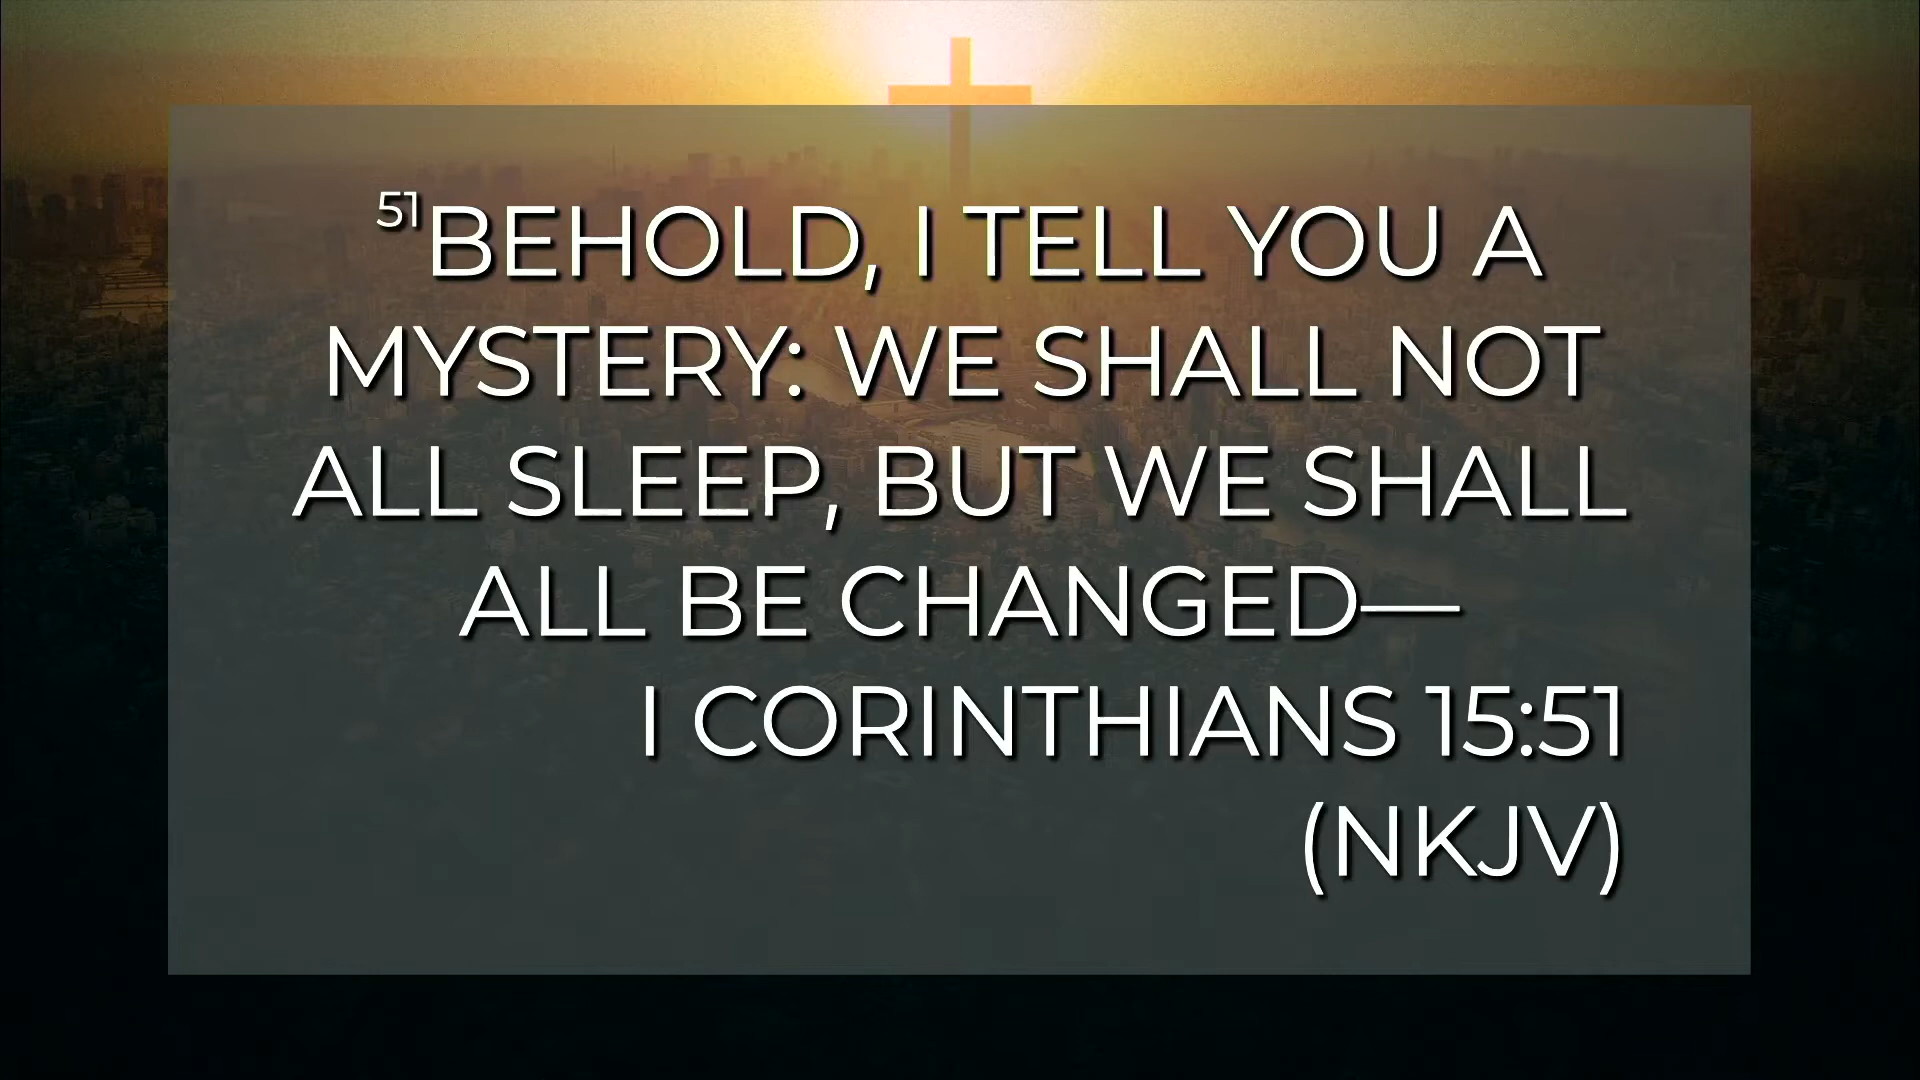 51BEHOLD, I TELL YOU A
MYSTERY: WE SHALL NOT
ALL SLEEP, BUT WE SHALL
ALL BE CHANGED—
I CORINTHIANS 15:51
(NKJV)